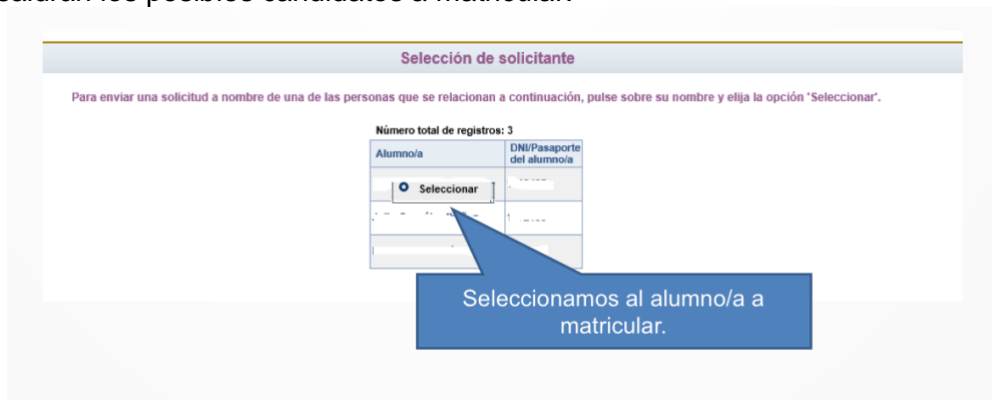 los posibles candidatos a matricular.
Selección de solicitante
Para enviar una solicitud a nombre de una de las personas que se relacionan a continuación, pulse sobre su nombre y elija la opción 'Seleccionar'.
Número total de registros: 3
Alumno/a
DNI/Pasaporte
del alumno/a
Seleccionar
Seleccionamos al alumno/a a
matricular.